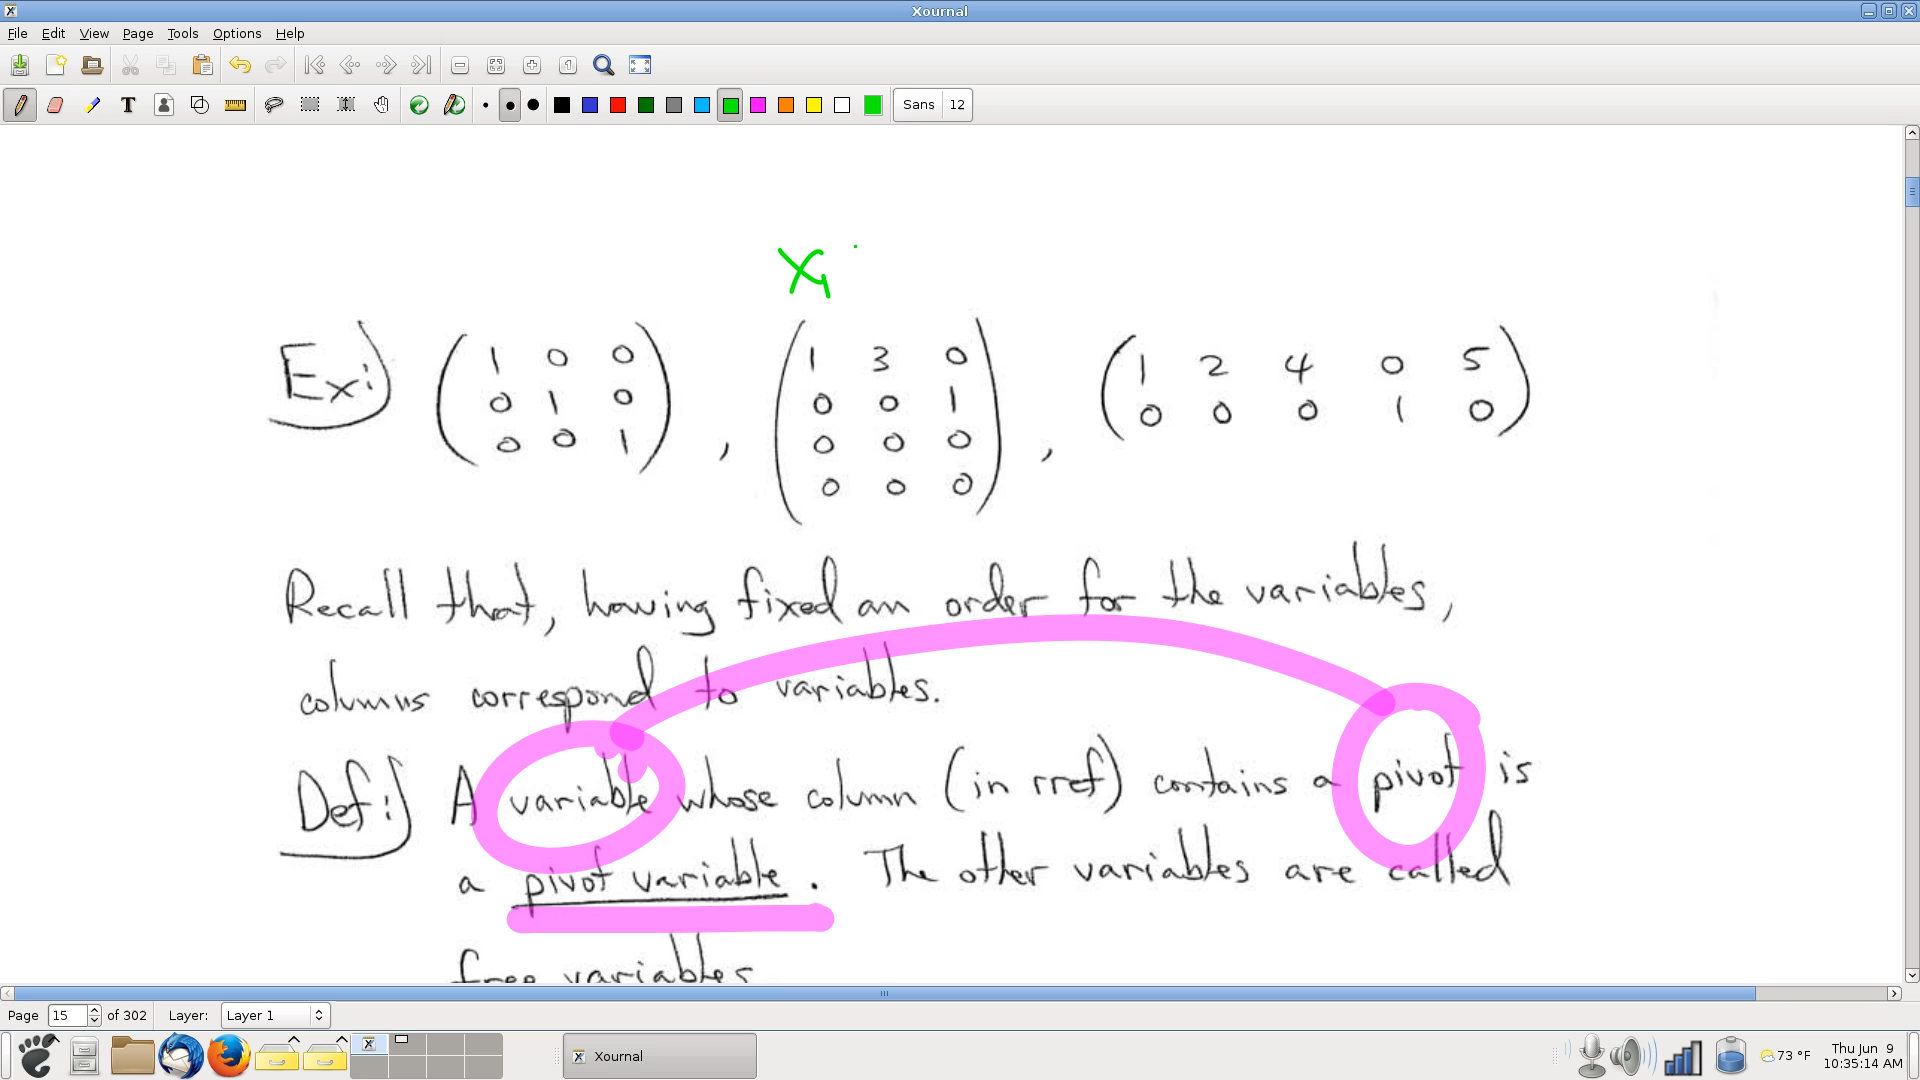 Xournal
File Edit View Page Tools Options Help
Sans 12
X1
Ex:
1 0 0
0 1 0
0 0 1
,
1 3 0
0 0 1
0 0 0
0 0 0
,
1 2 4 0 5
0 0 0 1 0
Recall that, having fixed an order for the variables,
columns correspond to variables.
Def: A variable whose column (in rref) contains a pivot is
a pivot variable. The other variables are called
free variables
Page 15 of 302 Layer: Layer 1
Xournal
73 °F
Thu Jun 9
10:35:14 AM